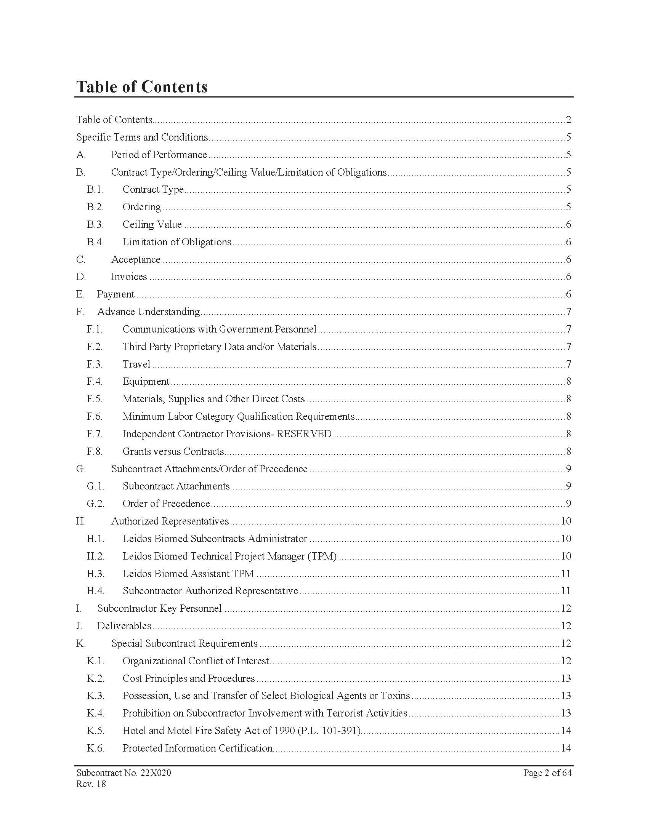 Table of Contents
Table of Contents....2
Specific Terms and Conditions....5
A. Period of Performance....5
B. Contract Type/Ordering/Ceiling Value/Limitation of Obligations....5
B.1. Contract Type....5
B.2. Ordering....5
B.3. Ceiling Value....6
B.4 Limitation of Obligations....6
C. Acceptance....6
D. Invoices....6
E. Payment....6
F. Advance Understanding....7
F.1. Communications with Government Personnel....7
F.2. Third Party Proprietary Data and/or Materials....7
F.3. Travel....7
F.4. Equipment....8
F.5. Materials, Supplies and Other Direct Costs....8
F.6. Minimum Labor Category Qualification Requirements....8
F.7. Independent Contractor Provisions- RESERVED....8
F.8. Grants versus Contracts....8
G. Subcontract Attachments/Order of Precedence....9
G.1. Subcontract Attachments....9
G.2. Order of Precedence....9
H. Authorized Representatives....10
H.1. Leidos Biomed Subcontracts Administrator....10
H.2. Leidos Biomed Technical Project Manager (TPM)....10
H.3. Leidos Biomed Assistant TPM....11
H.4. Subcontractor Authorized Representative....11
I. Subcontractor Key Personnel....12
J. Deliverables....12
K. Special Subcontract Requirements....12
K.1. Organizational Conflict of Interest....12
K.2. Cost Principles and Procedures....13
K.3. Possession, Use and Transfer of Select Biological Agents or Toxins....13
K.4. Prohibition on Subcontractor Involvement with Terrorist Activities....13
K.5. Hotel and Motel Fire Safety Act of 1990 (P.L. 101-391)....14
K.6. Protected Information Certification....14
Subcontract No. 22X020 Page 2 of 64
Rev. 18